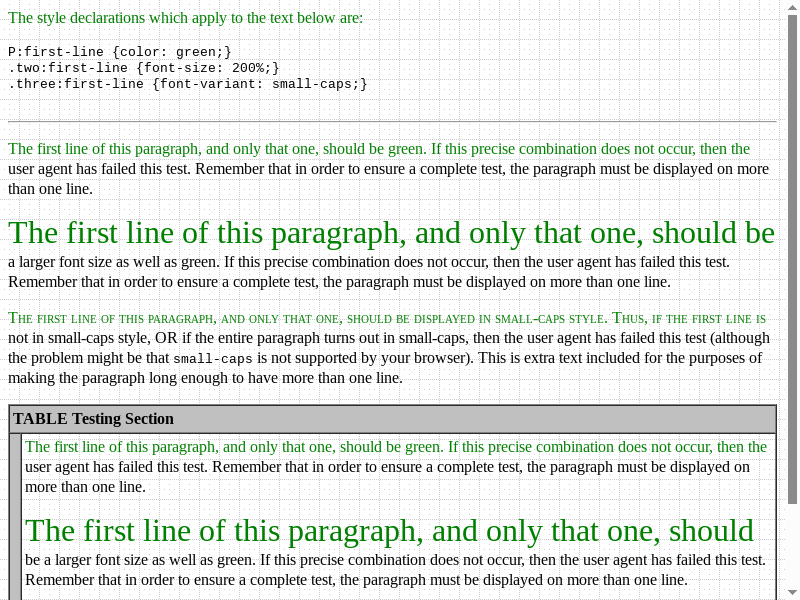 The style declarations which apply to the text below are:
P:first-line {color: green;}
.two:first-line {font-size: 200%;}
.three:first-line {font-variant: small-caps;}
The first line of this paragraph, and only that one, should be green. If this precise combination does not occur, then the
user agent has failed this test. Remember that in order to ensure a complete test, the paragraph must be displayed on more
than one line.
The first line of this paragraph, and only that one, should be
a larger font size as well as green. If this precise combination does not occur, then the user agent has failed this test.
Remember that in order to ensure a complete test, the paragraph must be displayed on more than one line.
The first line of this paragraph, and only that one, should be displayed in small-caps style. Thus, if the first line is
not in small-caps style, OR if the entire paragraph turns out in small-caps, then the user agent has failed this test (although
the problem might be that small-caps is not supported by your browser). This is extra text included for the purposes of
making the paragraph long enough to have more than one line.
TABLE Testing Section
The first line of this paragraph, and only that one, should be green. If this precise combination does not occur, then the
user agent has failed this test. Remember that in order to ensure a complete test, the paragraph must be displayed on
more than one line.
The first line of this paragraph, and only that one, should
be a larger font size as well as green. If this precise combination does not occur, then the user agent has failed this test.
Remember that in order to ensure a complete test, the paragraph must be displayed on more than one line.